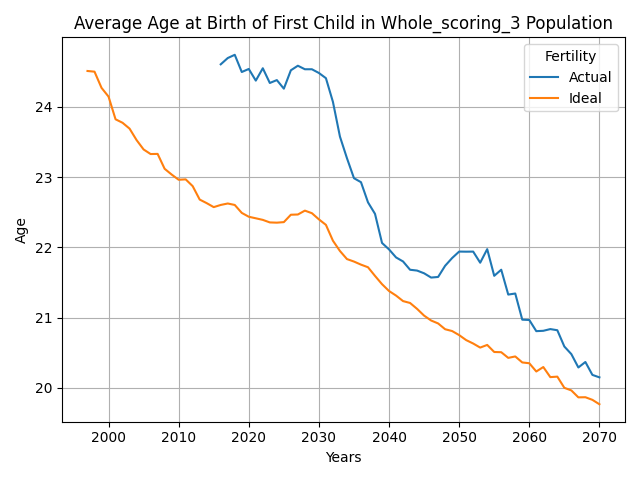 Average Age at Birth of First Child in Whole_scoring_3 Population
Fertility
Actual
Ideal
Age
24
23
22
21
20
2000 2010 2020 2030 2040 2050 2060 2070
Years